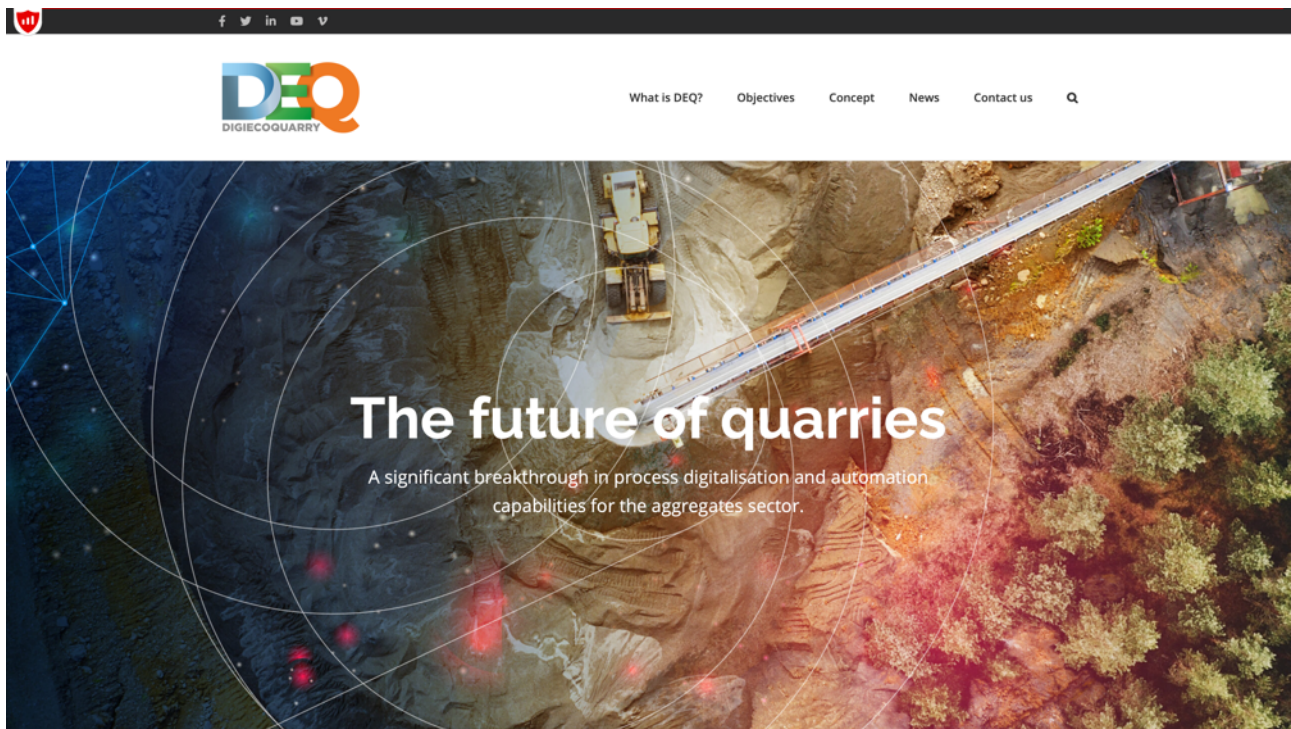 DEQ
DIGIECOQUARRY
What is DEQ? Objectives Concept News Contact us
The future of quarries
A significant breakthrough in process digitalisation and automation
capabilities for the aggregates sector.